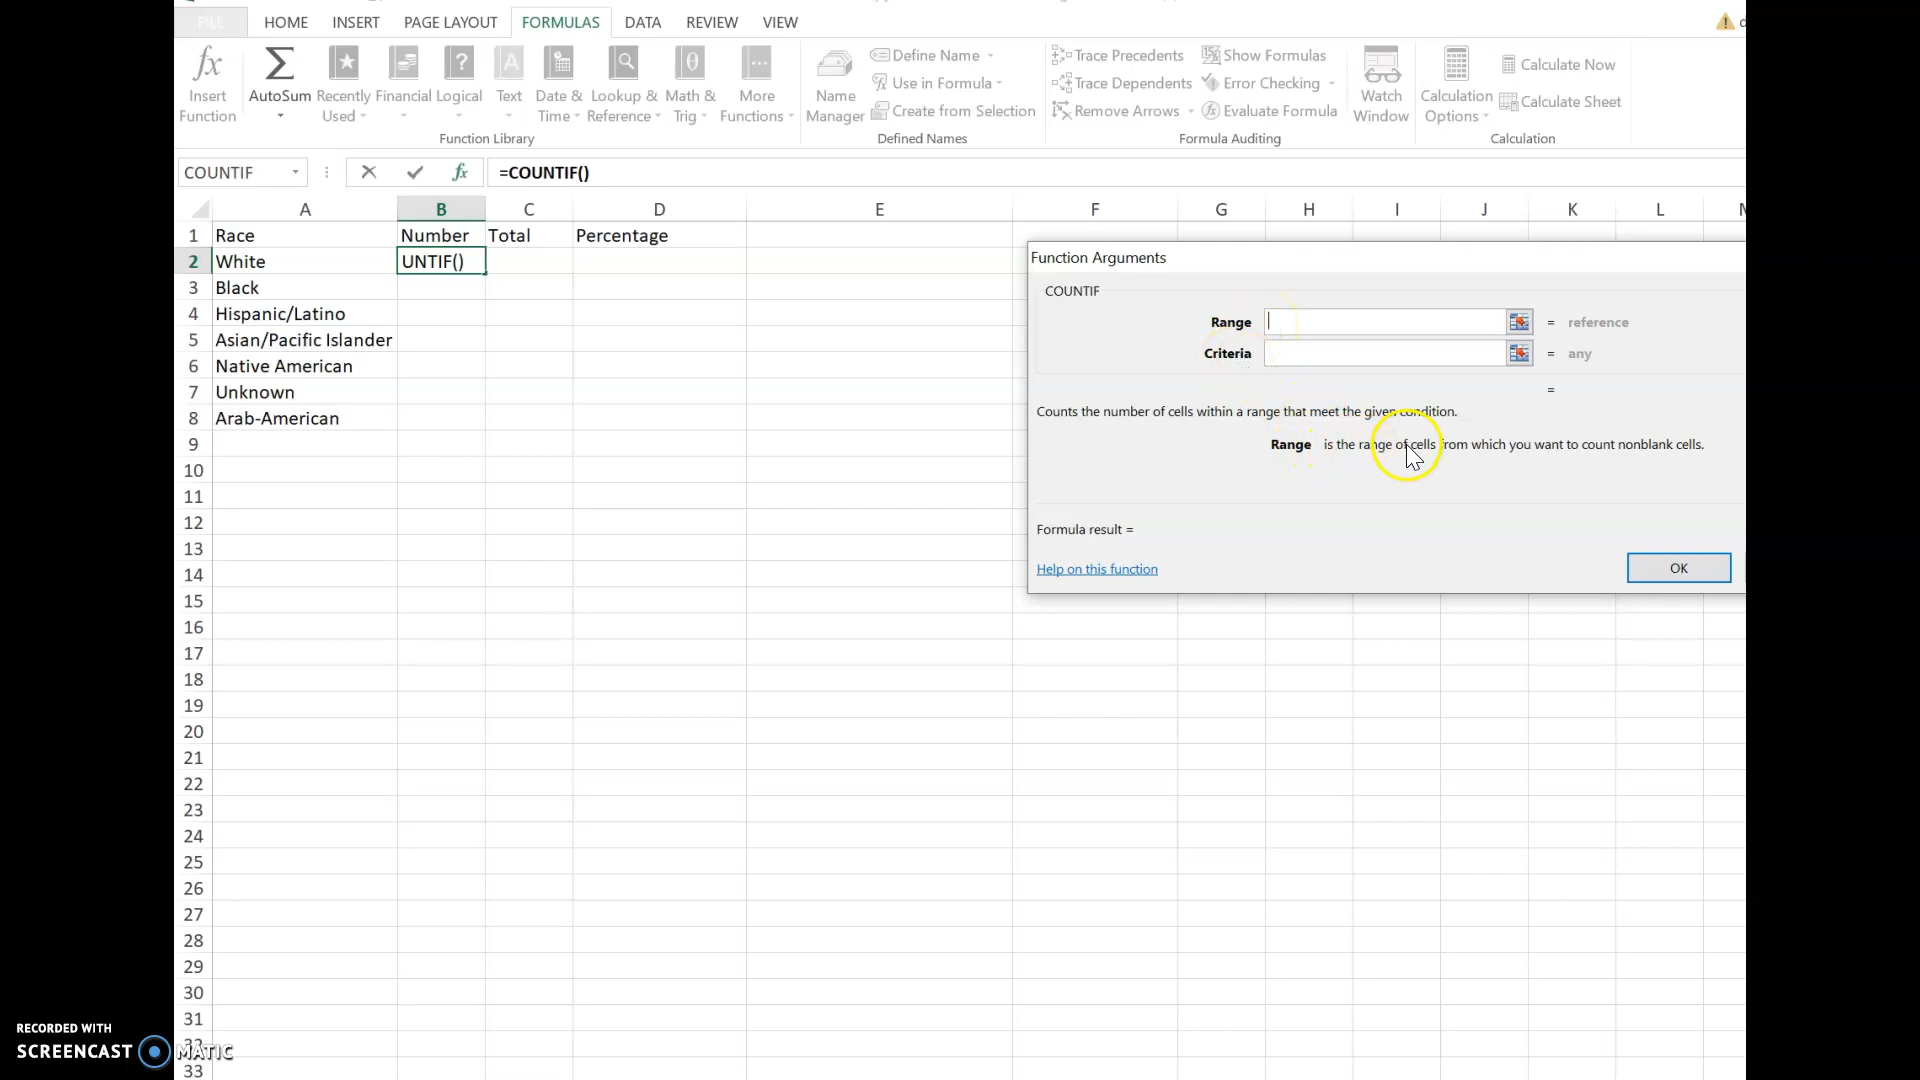 FILE HOME INSERT PAGE LAYOUT FORMULAS DATA REVIEW VIEW
Insert Function
AutoSum
Recently Used
Financial
Logical
Text
Date & Time
Lookup & Reference
Math & Trig
More Functions
Function Library
Name Manager
Define Name
Use in Formula
Create from Selection
Defined Names
Trace Precedents
Trace Dependents
Remove Arrows
Show Formulas
Error Checking
Evaluate Formula
Formula Auditing
Watch Window
Calculation Options
Calculate Now
Calculate Sheet
Calculation
COUNTIF fx =COUNTIF()
A B C D E F G H I J K L
1 Race Number Total Percentage
2 White UNTIF()
3 Black
4 Hispanic/Latino
5 Asian/Pacific Islander
6 Native American
7 Unknown
8 Arab-American
9
10
11
12
13
14
15
16
17
18
19
20
21
22
23
24
25
26
27
28
29
30
31
33
Function Arguments
COUNTIF
Range = reference
Criteria = any
=
Counts the number of cells within a range that meet the given condition.
Range is the range of cells from which you want to count nonblank cells.
Formula result =
Help on this function
OK
RECORDED WITH
SCREENCAST MATIC